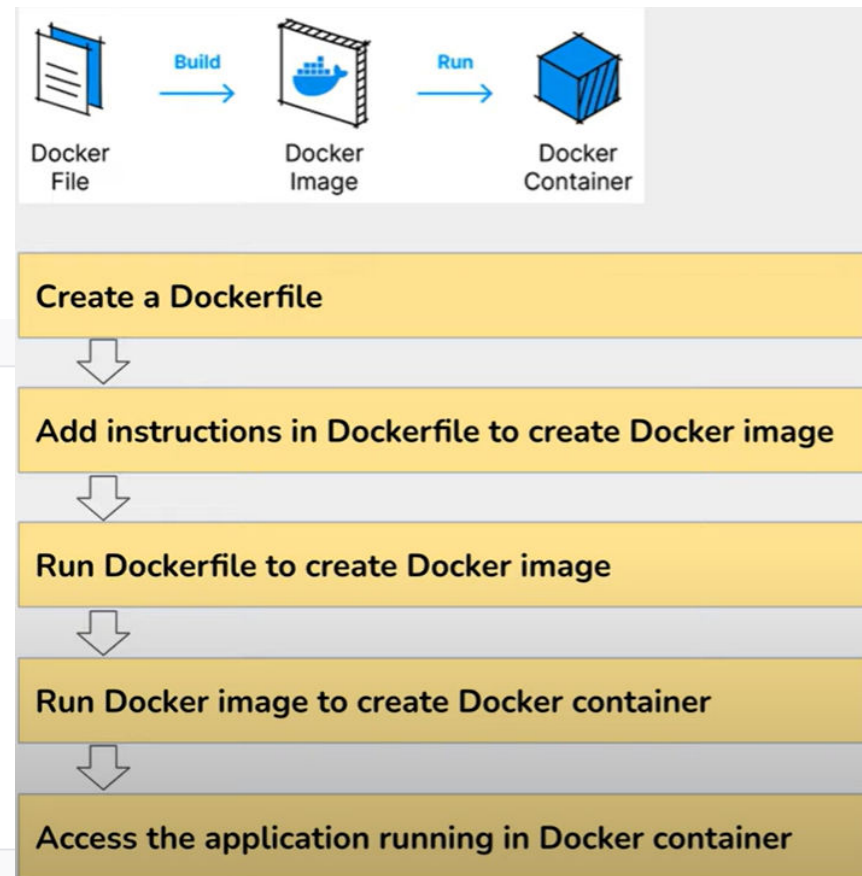 Build
Run
Docker
File
Docker
Image
Docker
Container
Create a Dockerfile
Add instructions in Dockerfile to create Docker image
Run Dockerfile to create Docker image
Run Docker image to create Docker container
Access the application running in Docker container